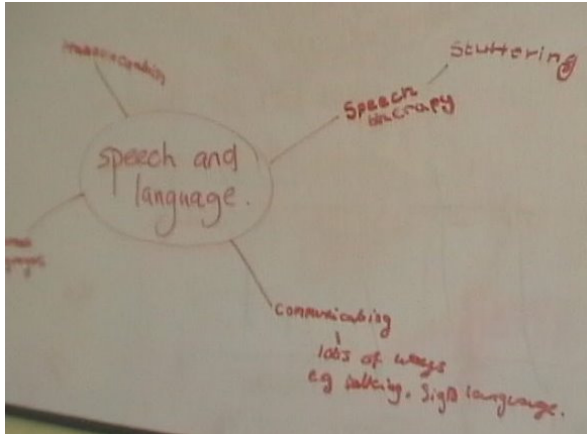 Stuttering
Speech
therapy
speech and
language.
Communicating
lots of ways
eg talking. Sign language.